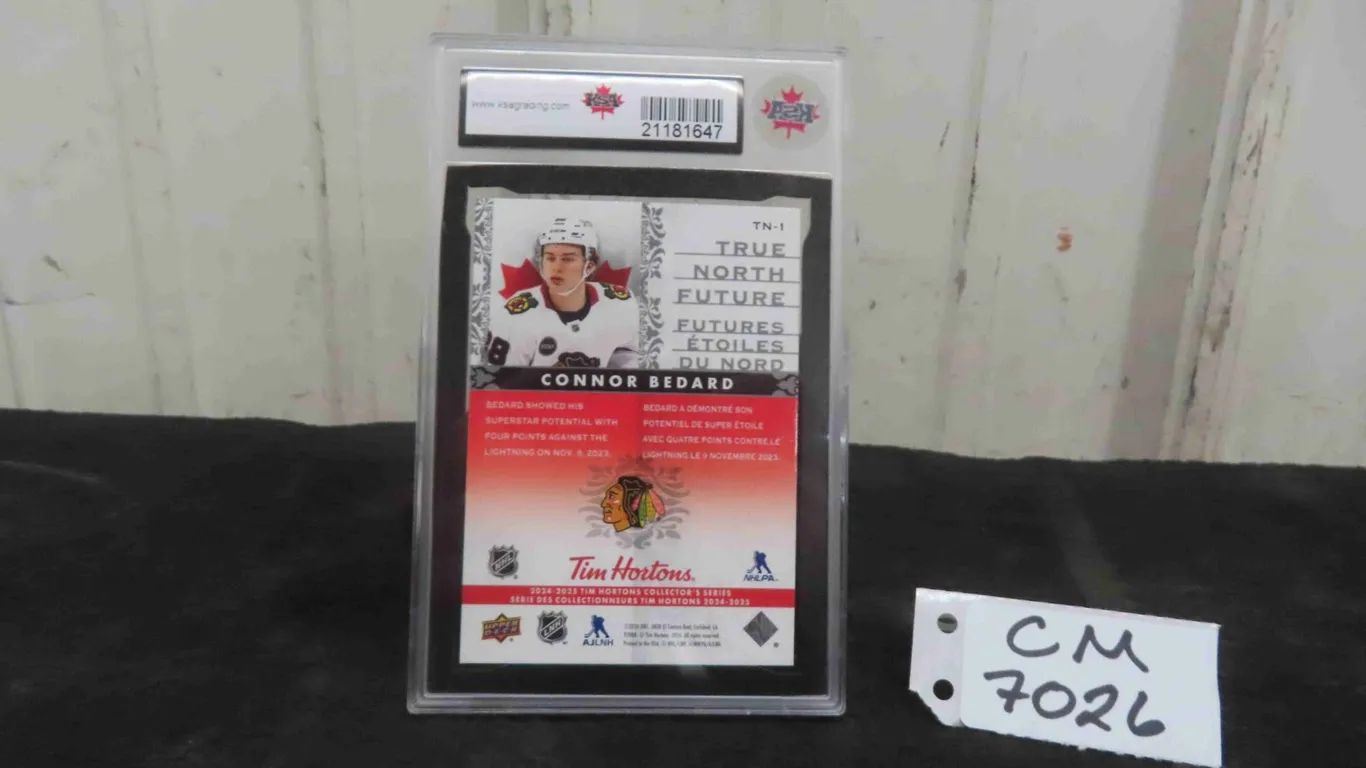 www.ksagrading.com
KSA
21181647
KSA
TN-1
TRUE
NORTH
FUTURE
FUTURES
ÉTOILES
DU NORD
CONNOR BEDARD
BEDARD SHOWED HIS
SUPERSTAR POTENTIAL WITH
FOUR POINTS AGAINST THE
LIGHTNING ON NOV. 9, 2023.
BEDARD A DÉMONTRÉ SON
POTENTIEL DE SUPER ÉTOILE
AVEC QUATRE POINTS CONTRE LE
LIGHTNING LE 9 NOVEMBRE 2023.
NHL
Tim Hortons
NHLPA
2024-2025 TIM HORTONS COLLECTOR'S SERIES
SÉRIE DES COLLECTIONNEURS TIM HORTONS 2024-2025
UPPER DECK
LNH
AJLNH
CM
7026